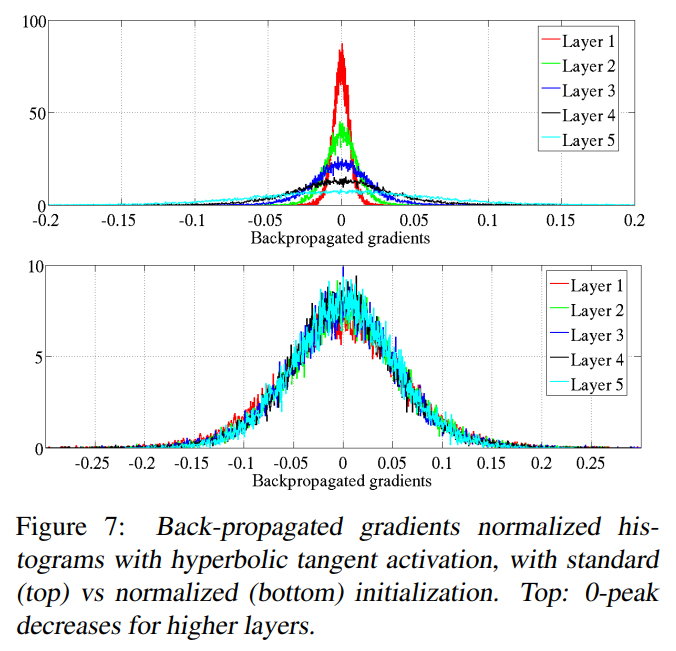 100
50
0
Layer 1
Layer 2
Layer 3
Layer 4
Layer 5
-0.2 -0.15 -0.1 -0.05 0 0.05 0.1 0.15 0.2
Backpropagated gradients
10
5
0
Layer 1
Layer 2
Layer 3
Layer 4
Layer 5
-0.25 -0.2 -0.15 -0.1 -0.05 0 0.05 0.1 0.15 0.2 0.25
Backpropagated gradients
Figure 7: Back-propagated gradients normalized his-
tograms with hyperbolic tangent activation, with standard
(top) vs normalized (bottom) initialization. Top: 0-peak
decreases for higher layers.